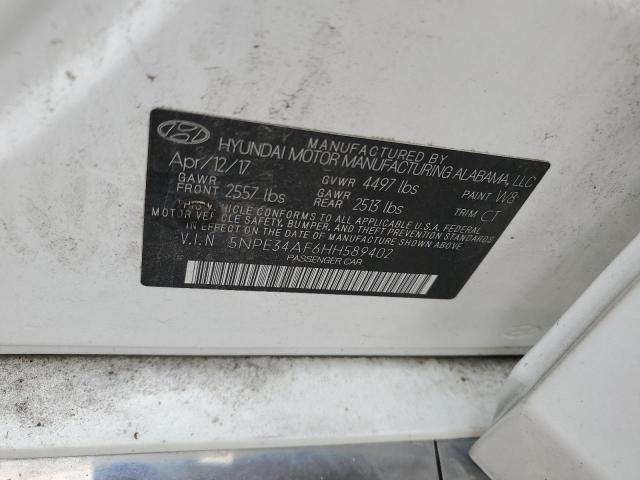 MANUFACTURED BY
HYUNDAI MOTOR MANUFACTURING ALABAMA, LLC
Apr/12/17
GVWR 4497 lbs
PAINT W8
GAWR FRONT 2557 lbs
GAWR REAR 2513 lbs
TRIM CT
MOTOR VEHICLE CONFORMS TO ALL APPLICABLE U.S.A. FEDERAL
VEHICLE SAFETY, BUMPER, AND THEFT PREVENTION
STANDARDS IN EFFECT ON THE DATE OF MANUFACTURE SHOWN ABOVE.
V.I.N 5NPE34AF6HH589402
PASSENGER CAR